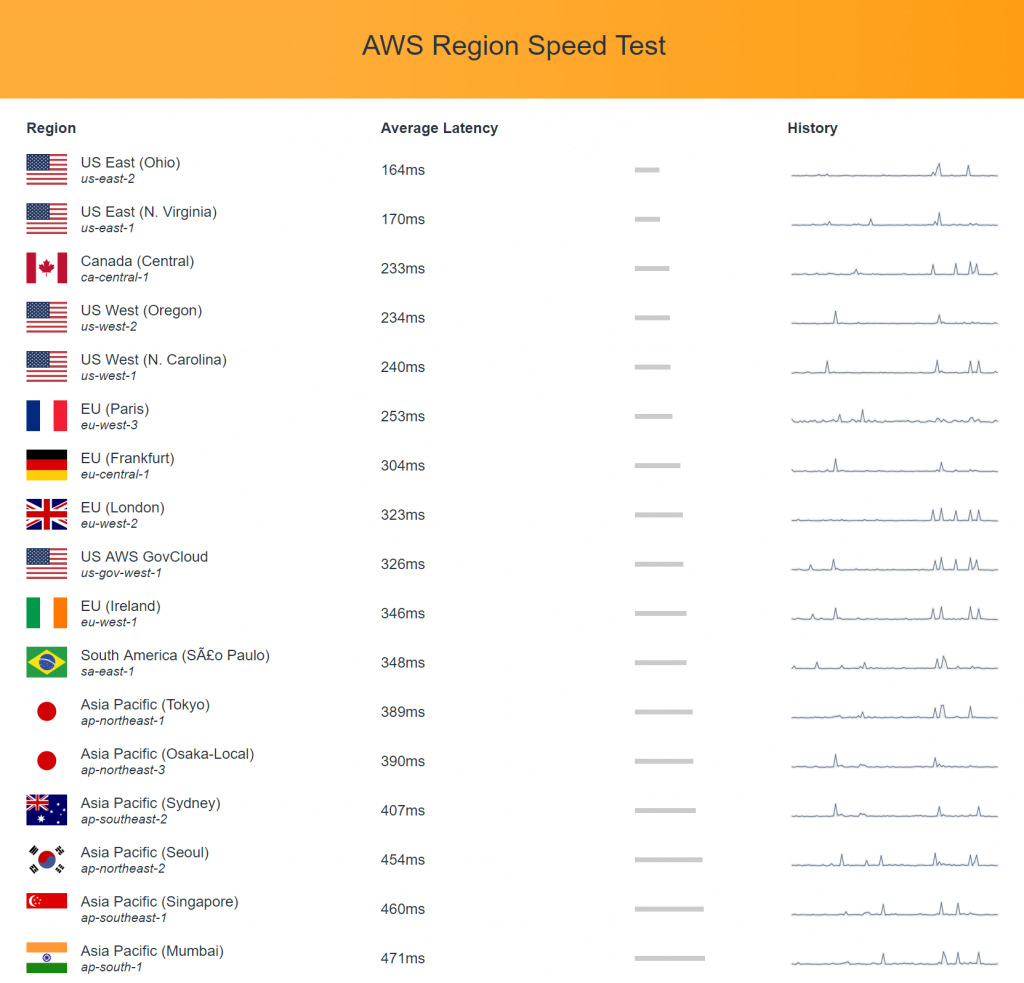 AWS Region Speed Test
Region Average Latency History
US East (Ohio)
us-east-2
164ms
US East (N. Virginia)
us-east-1
170ms
Canada (Central)
ca-central-1
233ms
US West (Oregon)
us-west-2
234ms
US West (N. Carolina)
us-west-1
240ms
EU (Paris)
eu-west-3
253ms
EU (Frankfurt)
eu-central-1
304ms
EU (London)
eu-west-2
323ms
US AWS GovCloud
us-gov-west-1
326ms
EU (Ireland)
eu-west-1
346ms
South America (SÃ£o Paulo)
sa-east-1
348ms
Asia Pacific (Tokyo)
ap-northeast-1
389ms
Asia Pacific (Osaka-Local)
ap-northeast-3
390ms
Asia Pacific (Sydney)
ap-southeast-2
407ms
Asia Pacific (Seoul)
ap-northeast-2
454ms
Asia Pacific (Singapore)
ap-southeast-1
460ms
Asia Pacific (Mumbai)
ap-south-1
471ms